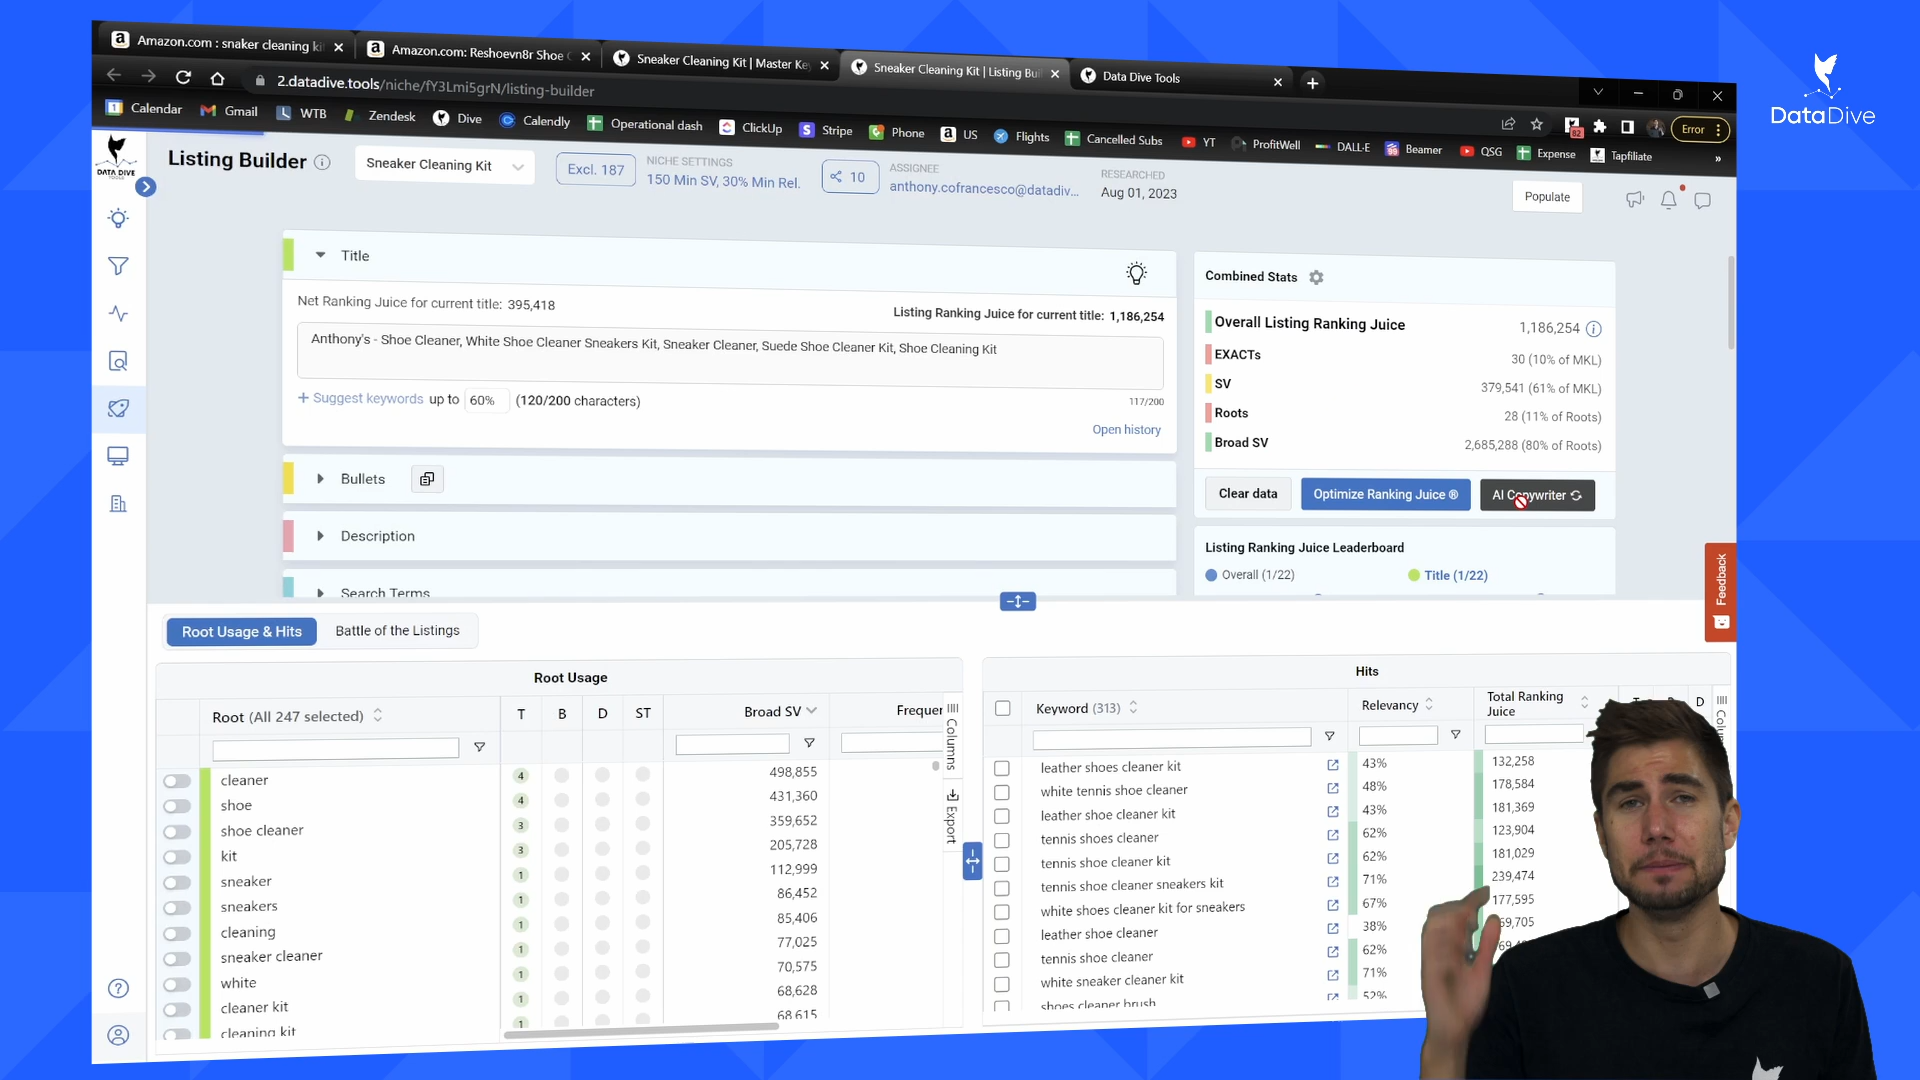 Amazon.com : snaker cleaning ki
Amazon.com: Reshoevn8r Shoe
Sneaker Cleaning Kit | Master Ke
Sneaker Cleaning Kit | Listing Bui
Data Dive Tools
2.datadive.tools/niche/fY3Lmi5grN/listing-builder
Calendar
Gmail
WTB
Zendesk
Dive
Calendly
Operational dash
ClickUp
Stripe
Phone
US
Flights
Cancelled Subs
YT
ProfitWell
DALL·E
Beamer
QSG
Expense
Tapfiliate
Error
DataDive
DATA DIVE
TOOLS
Listing Builder
Sneaker Cleaning Kit
Excl. 187
NICHE SETTINGS
150 Min SV, 30% Min Rel.
10
ASSIGNEE
anthony.cofrancesco@datadiv...
RESEARCHED
Aug 01, 2023
Populate
Title
Net Ranking Juice for current title: 395,418
Listing Ranking Juice for current title: 1,186,254
Anthony's - Shoe Cleaner, White Shoe Cleaner Sneakers Kit, Sneaker Cleaner, Suede Shoe Cleaner Kit, Shoe Cleaning Kit
+ Suggest keywords up to 60% (120/200 characters)
117/200
Open history
Bullets
Description
Search Terms
Combined Stats
Overall Listing Ranking Juice 1,186,254
EXACTs 30 (10% of MKL)
SV 379,541 (61% of MKL)
Roots 28 (11% of Roots)
Broad SV 2,685,288 (80% of Roots)
Clear data
Optimize Ranking Juice ®
AI Copywriter
Listing Ranking Juice Leaderboard
Overall (1/22)
Title (1/22)
Feedback
Root Usage & Hits
Battle of the Listings
Root Usage
Root (All 247 selected) T B D ST Broad SV Frequer
cleaner 4 498,855
shoe 4 431,360
shoe cleaner 3 359,652
kit 3 205,728
sneaker 1 112,999
sneakers 1 86,452
cleaning 1 85,406
sneaker cleaner 1 77,025
white 1 70,575
cleaner kit 1 68,628
cleaning kit 1 68,615
Columns
Export
Hits
Keyword (313) Relevancy Total Ranking Juice D
leather shoes cleaner kit 43% 132,258
white tennis shoe cleaner 48% 178,584
leather shoe cleaner kit 43% 181,369
tennis shoes cleaner 62% 123,904
tennis shoe cleaner kit 62% 181,029
tennis shoe cleaner sneakers kit 71% 239,474
white shoes cleaner kit for sneakers 67% 177,595
leather shoe cleaner 38%
tennis shoe cleaner 62%
white sneaker cleaner kit 71%
shoes cleaner brush 52%